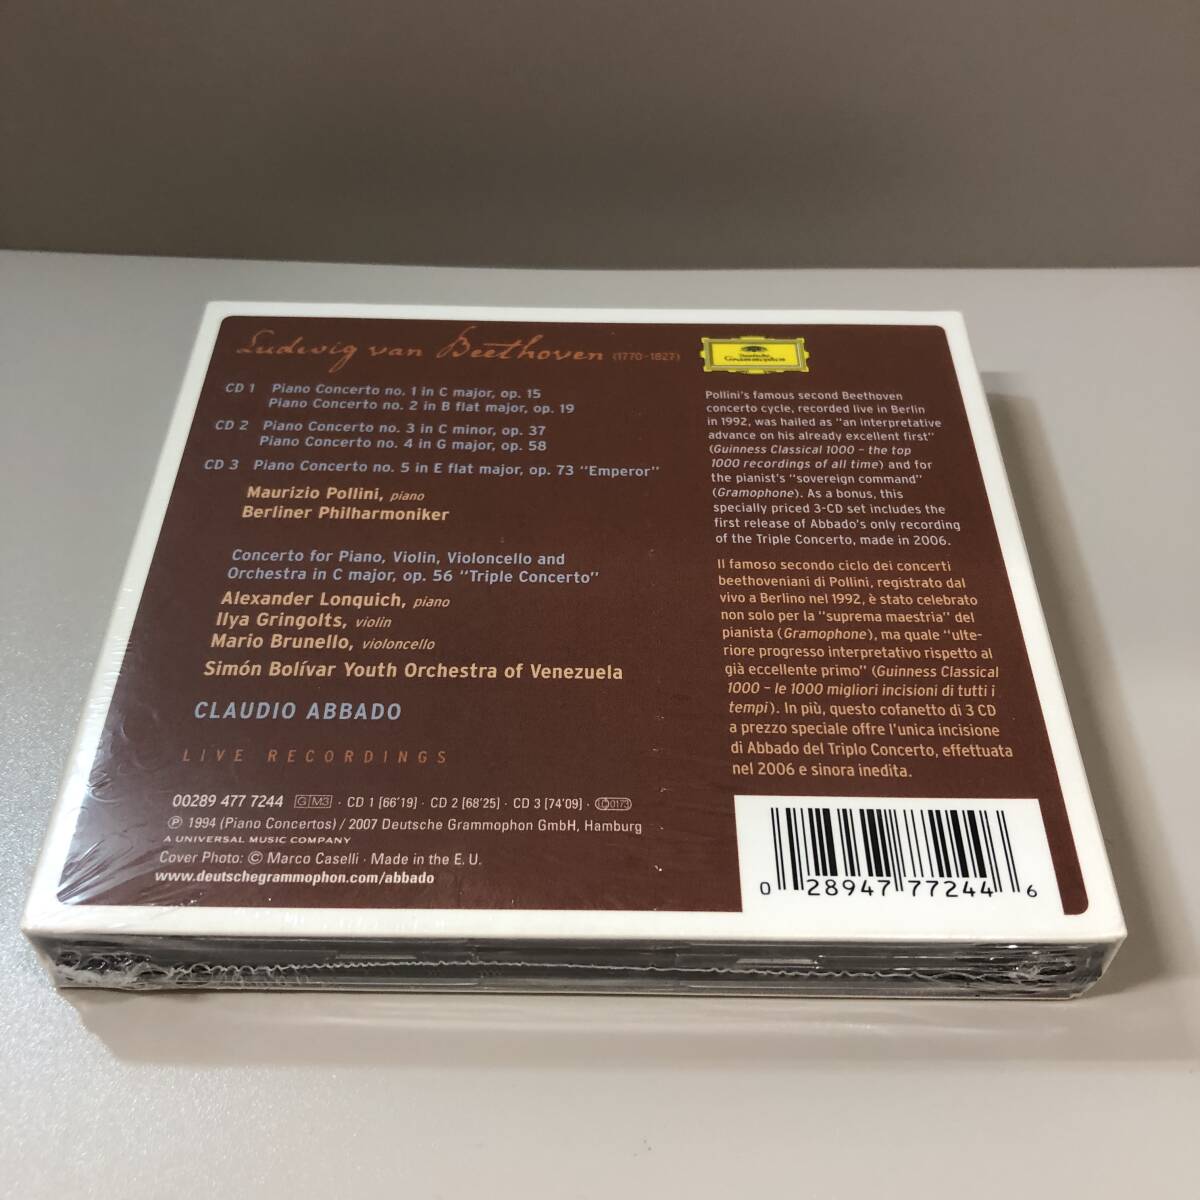 Ludwig van Beethoven (1770-1827)
CD 1 Piano Concerto no. 1 in C major, op. 15
Piano Concerto no. 2 in B flat major, op. 19
CD 2 Piano Concerto no. 3 in C minor, op. 37
Piano Concerto no. 4 in G major, op. 58
CD 3 Piano Concerto no. 5 in E flat major, op. 73 "Emperor"
Maurizio Pollini, piano
Berliner Philharmoniker
Concerto for Piano, Violin, Violoncello and
Orchestra in C major, op. 56 "Triple Concerto"
Alexander Lonquich, piano
Ilya Gringolts, violin
Mario Brunello, violoncello
Simón Bolívar Youth Orchestra of Venezuela
CLAUDIO ABBADO
LIVE RECORDINGS
00289 477 7244 GM3 · CD 1 [66'19] · CD 2 [68'25] · CD 3 [74'09] · LC 0173
℗ 1994 (Piano Concertos) / 2007 Deutsche Grammophon GmbH, Hamburg
A UNIVERSAL MUSIC COMPANY
Cover Photo: © Marco Caselli · Made in the E. U.
www.deutschegrammophon.com/abbado
Deutsche
Grammophon
Pollini's famous second Beethoven
concerto cycle, recorded live in Berlin
in 1992, was hailed as "an interpretative
advance on his already excellent first"
(Guinness Classical 1000 – the top
1000 recordings of all time) and for
the pianist's "sovereign command"
(Gramophone). As a bonus, this
specially priced 3-CD set includes the
first release of Abbado's only recording
of the Triple Concerto, made in 2006.
Il famoso secondo ciclo dei concerti
beethoveniani di Pollini, registrato dal
vivo a Berlino nel 1992, è stato celebrato
non solo per la "suprema maestria" del
pianista (Gramophone), ma quale "ulte-
riore progresso interpretativo rispetto al
già eccellente primo" (Guinness Classical
1000 – le 1000 migliori incisioni di tutti i
tempi). In più, questo cofanetto di 3 CD
a prezzo speciale offre l'unica incisione
di Abbado del Triplo Concerto, effettuata
nel 2006 e sinora inedita.
0 28947 77244 6